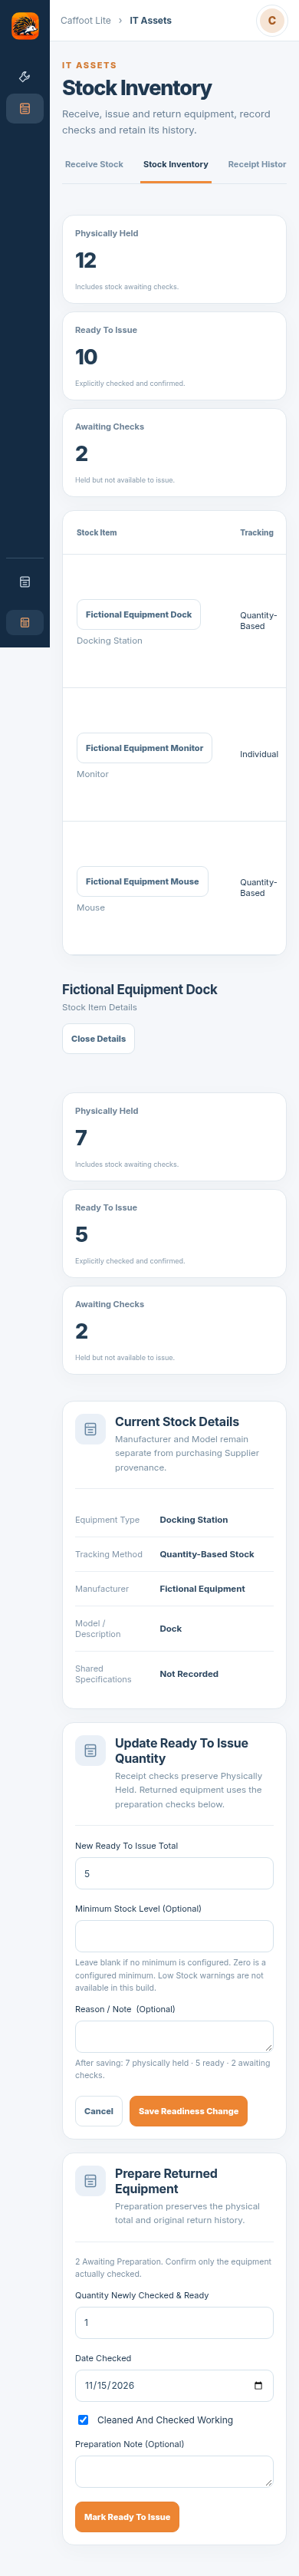 Caffoot Lite › IT Assets
C
IT ASSETS
Stock Inventory
Receive, issue and return equipment, record
checks and retain its history.
Receive Stock Stock Inventory Receipt Histor
Physically Held
12
Includes stock awaiting checks.
Ready To Issue
10
Explicitly checked and confirmed.
Awaiting Checks
2
Held but not available to issue.
Stock Item Tracking
Fictional Equipment Dock
Docking Station
Quantity-
Based
Fictional Equipment Monitor
Monitor
Individual
Fictional Equipment Mouse
Mouse
Quantity-
Based
Fictional Equipment Dock
Stock Item Details
Close Details
Physically Held
7
Includes stock awaiting checks.
Ready To Issue
5
Explicitly checked and confirmed.
Awaiting Checks
2
Held but not available to issue.
Current Stock Details
Manufacturer and Model remain
separate from purchasing Supplier
provenance.
Equipment Type Docking Station
Tracking Method Quantity-Based Stock
Manufacturer Fictional Equipment
Model /
Description
Dock
Shared
Specifications
Not Recorded
Update Ready To Issue
Quantity
Receipt checks preserve Physically
Held. Returned equipment uses the
preparation checks below.
New Ready To Issue Total
5
Minimum Stock Level (Optional)
Leave blank if no minimum is configured. Zero is a
configured minimum. Low Stock warnings are not
available in this build.
Reason / Note (Optional)
After saving: 7 physically held · 5 ready · 2 awaiting
checks.
Cancel Save Readiness Change
Prepare Returned
Equipment
Preparation preserves the physical
total and original return history.
2 Awaiting Preparation. Confirm only the equipment
actually checked.
Quantity Newly Checked & Ready
1
Date Checked
11/15/2026
Cleaned And Checked Working
Preparation Note (Optional)
Mark Ready To Issue